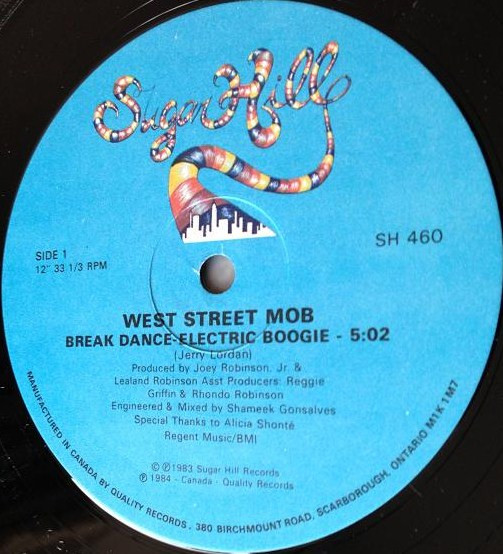 Sugar Hill
SIDE 1
12" 33 1/3 RPM
SH 460
WEST STREET MOB
BREAK DANCE-ELECTRIC BOOGIE - 5:02
(Jerry Lordan)
Produced by Joey Robinson, Jr. &
Lealand Robinson Asst Producers: Reggie
Griffin & Rhondo Robinson
Engineered & Mixed by Shameek Gonsalves
Special Thanks to Alicia Shonté
Regent Music/BMI
© ℗ 1983 Sugar Hill Records
℗ 1984 - Canada - Quality Records
MANUFACTURED IN CANADA BY QUALITY RECORDS, 380 BIRCHMOUNT ROAD, SCARBOROUGH, ONTARIO M1K 1M7